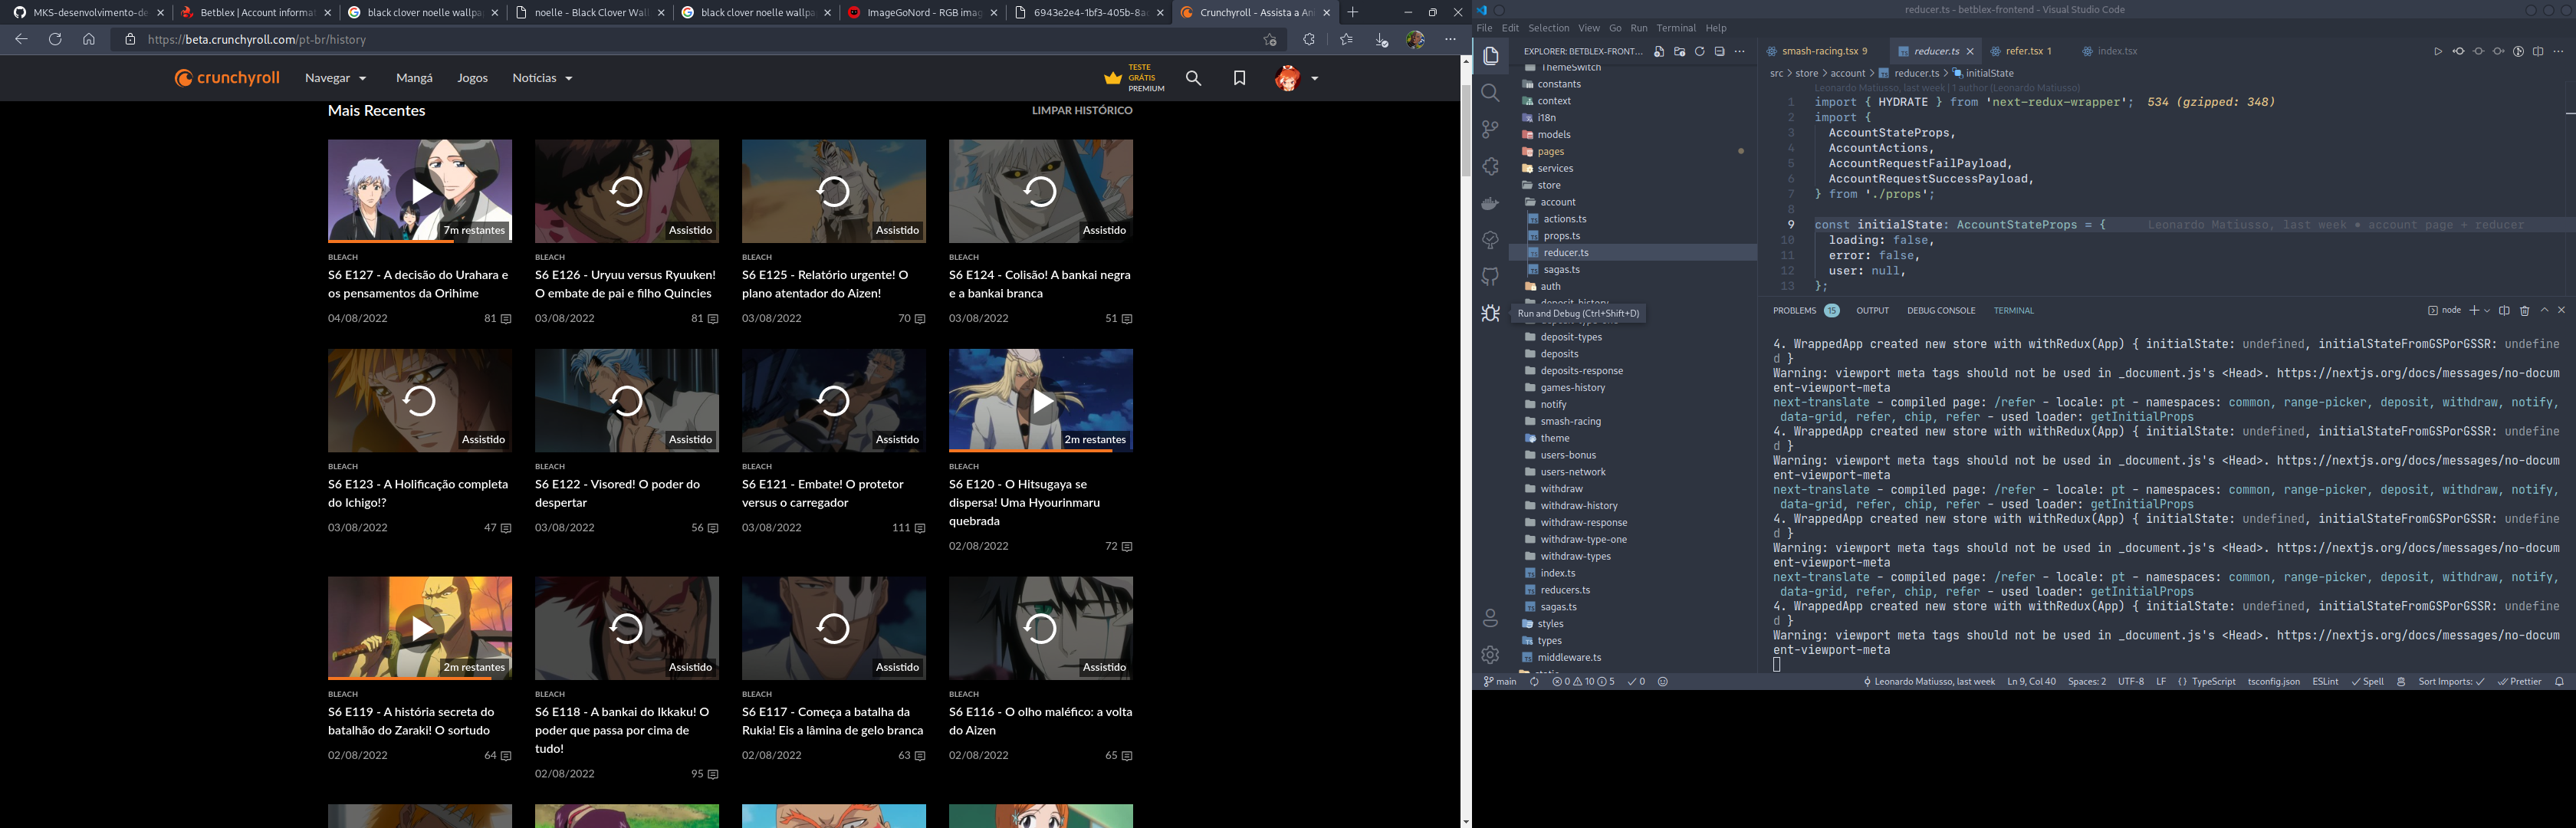 MKS-desenvolvimento-de
Betblex | Account informat
black clover noelle wallpap
noelle - Black Clover Wall
black clover noelle wallpap
ImageGoNord - RGB imag
6943e2e4-1bf3-405b-8a
Crunchyroll - Assista a Ani
https://beta.crunchyroll.com/pt-br/history
crunchyroll
Navegar
Mangá
Jogos
Notícias
TESTE
GRÁTIS
PREMIUM
Mais Recentes
LIMPAR HISTÓRICO
7m restantes
Assistido
Assistido
Assistido
BLEACH
S6 E127 - A decisão do Urahara e
os pensamentos da Orihime
04/08/2022 81
BLEACH
S6 E126 - Uryuu versus Ryuuken!
O embate de pai e filho Quincies
03/08/2022 81
BLEACH
S6 E125 - Relatório urgente! O
plano atentador do Aizen!
03/08/2022 70
BLEACH
S6 E124 - Colisão! A bankai negra
e a bankai branca
03/08/2022 51
Assistido
Assistido
Assistido
2m restantes
BLEACH
S6 E123 - A Holificação completa
do Ichigo!?
03/08/2022 47
BLEACH
S6 E122 - Visored! O poder do
despertar
03/08/2022 56
BLEACH
S6 E121 - Embate! O protetor
versus o carregador
03/08/2022 111
BLEACH
S6 E120 - O Hitsugaya se
dispersa! Uma Hyourinmaru
quebrada
02/08/2022 72
2m restantes
Assistido
Assistido
Assistido
BLEACH
S6 E119 - A história secreta do
batalhão do Zaraki! O sortudo
02/08/2022 64
BLEACH
S6 E118 - A bankai do Ikkaku! O
poder que passa por cima de
tudo!
02/08/2022 95
BLEACH
S6 E117 - Começa a batalha da
Rukia! Eis a lâmina de gelo branca
02/08/2022 63
BLEACH
S6 E116 - O olho maléfico: a volta
do Aizen
02/08/2022 65
reducer.ts - betblex-frontend - Visual Studio Code
File Edit Selection View Go Run Terminal Help
EXPLORER: BETBLEX-FRONT...
ThemeSwitch
constants
context
i18n
models
pages
services
store
account
actions.ts
props.ts
reducer.ts
sagas.ts
auth
deposit-history
Run and Debug (Ctrl+Shift+D)
deposit-types
deposits
deposits-response
games-history
notify
smash-racing
theme
users-bonus
users-network
withdraw
withdraw-history
withdraw-response
withdraw-type-one
withdraw-types
index.ts
reducers.ts
sagas.ts
styles
types
middleware.ts
smash-racing.tsx 9
reducer.ts
refer.tsx 1
index.tsx
src > store > account > reducer.ts > initialState
Leonardo Matiusso, last week | 1 author (Leonardo Matiusso)
1 import { HYDRATE } from 'next-redux-wrapper'; 534 (gzipped: 348)
2 import {
3 AccountStateProps,
4 AccountActions,
5 AccountRequestFailPayload,
6 AccountRequestSuccessPayload,
7 } from './props';
8
9 const initialState: AccountStateProps = { Leonardo Matiusso, last week • account page + reducer
10 loading: false,
11 error: false,
12 user: null,
13 };
PROBLEMS 15 OUTPUT DEBUG CONSOLE TERMINAL
node
4. WrappedApp created new store with withRedux(App) { initialState: undefined, initialStateFromGSPorGSSR: undefine
d }
Warning: viewport meta tags should not be used in _document.js's <Head>. https://nextjs.org/docs/messages/no-docum
ent-viewport-meta
next-translate - compiled page: /refer - locale: pt - namespaces: common, range-picker, deposit, withdraw, notify,
data-grid, refer, chip, refer - used loader: getInitialProps
4. WrappedApp created new store with withRedux(App) { initialState: undefined, initialStateFromGSPorGSSR: undefine
d }
Warning: viewport meta tags should not be used in _document.js's <Head>. https://nextjs.org/docs/messages/no-docum
ent-viewport-meta
next-translate - compiled page: /refer - locale: pt - namespaces: common, range-picker, deposit, withdraw, notify,
data-grid, refer, chip, refer - used loader: getInitialProps
4. WrappedApp created new store with withRedux(App) { initialState: undefined, initialStateFromGSPorGSSR: undefine
d }
Warning: viewport meta tags should not be used in _document.js's <Head>. https://nextjs.org/docs/messages/no-docum
ent-viewport-meta
next-translate - compiled page: /refer - locale: pt - namespaces: common, range-picker, deposit, withdraw, notify,
data-grid, refer, chip, refer - used loader: getInitialProps
4. WrappedApp created new store with withRedux(App) { initialState: undefined, initialStateFromGSPorGSSR: undefine
d }
Warning: viewport meta tags should not be used in _document.js's <Head>. https://nextjs.org/docs/messages/no-docum
ent-viewport-meta
main 0 10 5 0
Leonardo Matiusso, last week Ln 9, Col 40 Spaces: 2 UTF-8 LF { } TypeScript tsconfig.json ESLint Spell Sort Imports: Prettier